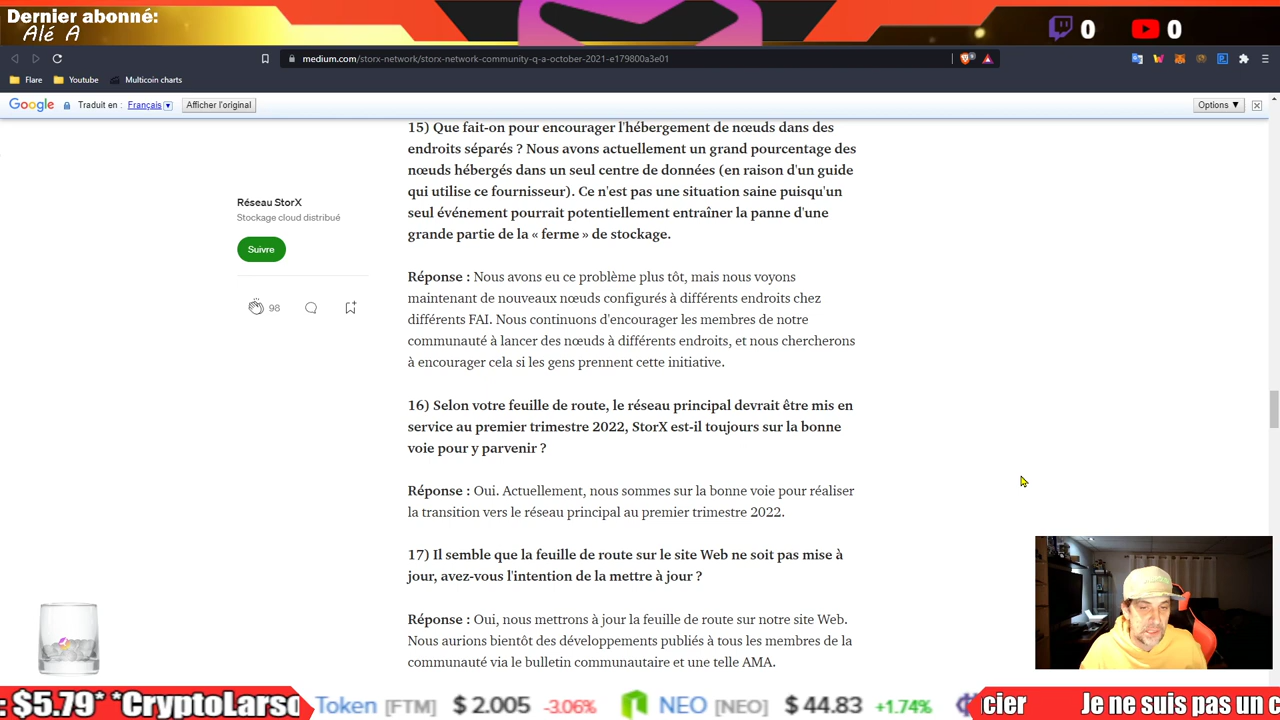 Dernier abonné:
Alé A
0
0
medium.com/storx-network/storx-network-community-q-a-october-2021-e179800a3e01
Flare
Youtube
Multicoin charts
Google
Traduit en :
Français
Afficher l'original
Options ▼
Réseau StorX
Stockage cloud distribué
Suivre
98
15) Que fait-on pour encourager l'hébergement de nœuds dans des
endroits séparés ? Nous avons actuellement un grand pourcentage des
nœuds hébergés dans un seul centre de données (en raison d'un guide
qui utilise ce fournisseur). Ce n'est pas une situation saine puisqu'un
seul événement pourrait potentiellement entraîner la panne d'une
grande partie de la « ferme » de stockage.
Réponse : Nous avons eu ce problème plus tôt, mais nous voyons
maintenant de nouveaux nœuds configurés à différents endroits chez
différents FAI. Nous continuons d'encourager les membres de notre
communauté à lancer des nœuds à différents endroits, et nous chercherons
à encourager cela si les gens prennent cette initiative.
16) Selon votre feuille de route, le réseau principal devrait être mis en
service au premier trimestre 2022, StorX est-il toujours sur la bonne
voie pour y parvenir ?
Réponse : Oui. Actuellement, nous sommes sur la bonne voie pour réaliser
la transition vers le réseau principal au premier trimestre 2022.
17) Il semble que la feuille de route sur le site Web ne soit pas mise à
jour, avez-vous l'intention de la mettre à jour ?
Réponse : Oui, nous mettrons à jour la feuille de route sur notre site Web.
Nous aurions bientôt des développements publiés à tous les membres de la
communauté via le bulletin communautaire et une telle AMA.
: $5.79* *CryptoLarso
Token [FTM] $ 2.005 -3.06% NEO [NEO] $ 44.83 +1.74%
cier Je ne suis pas un c